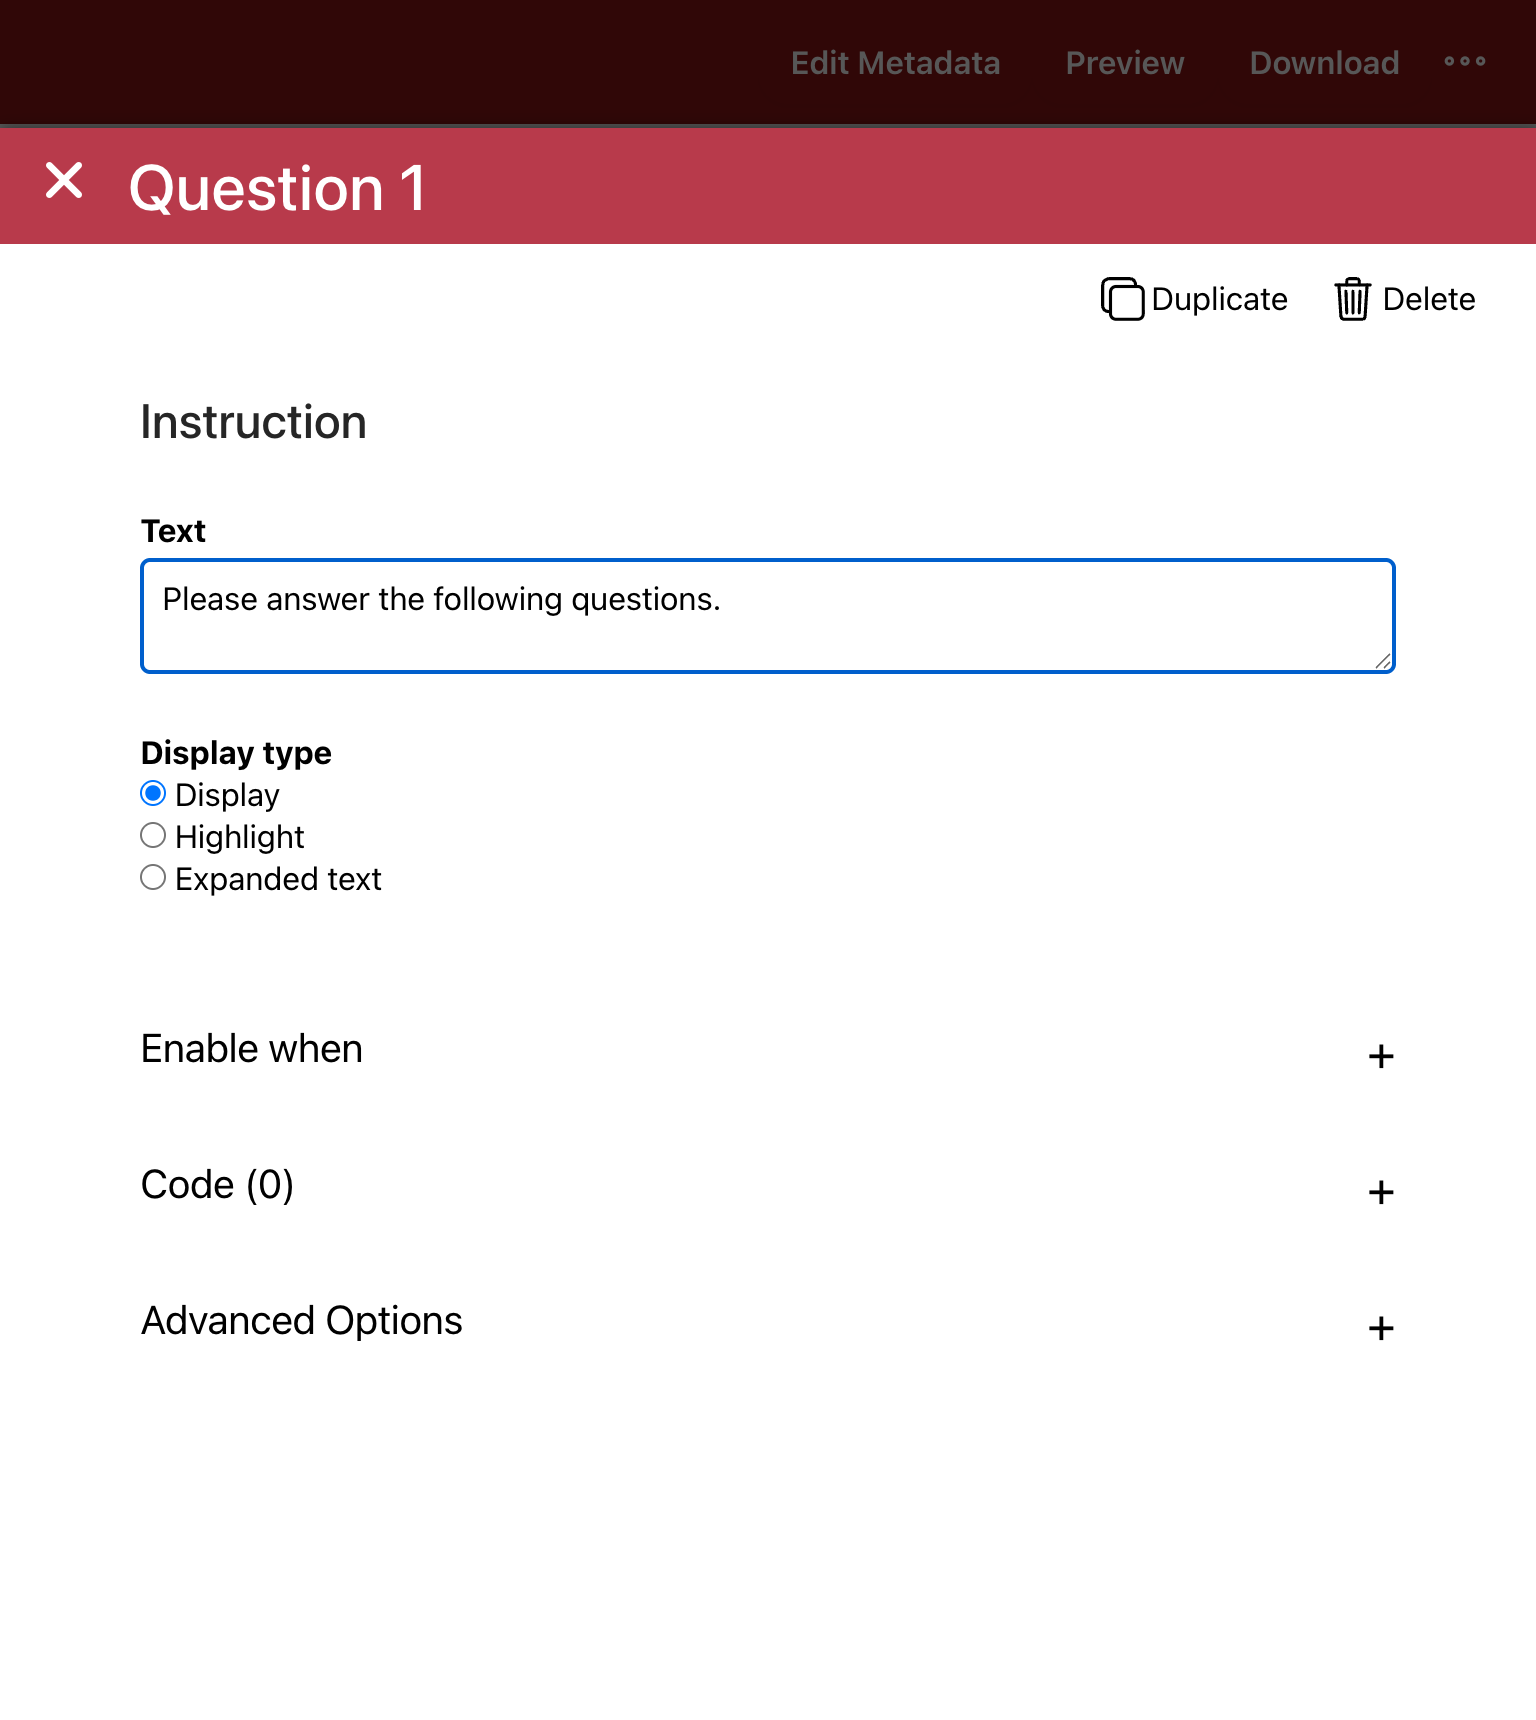 Edit Metadata Preview Download
Question 1
Duplicate Delete
Instruction
Text
Please answer the following questions.
Display type
Display
Highlight
Expanded text
Enable when +
Code (0) +
Advanced Options +